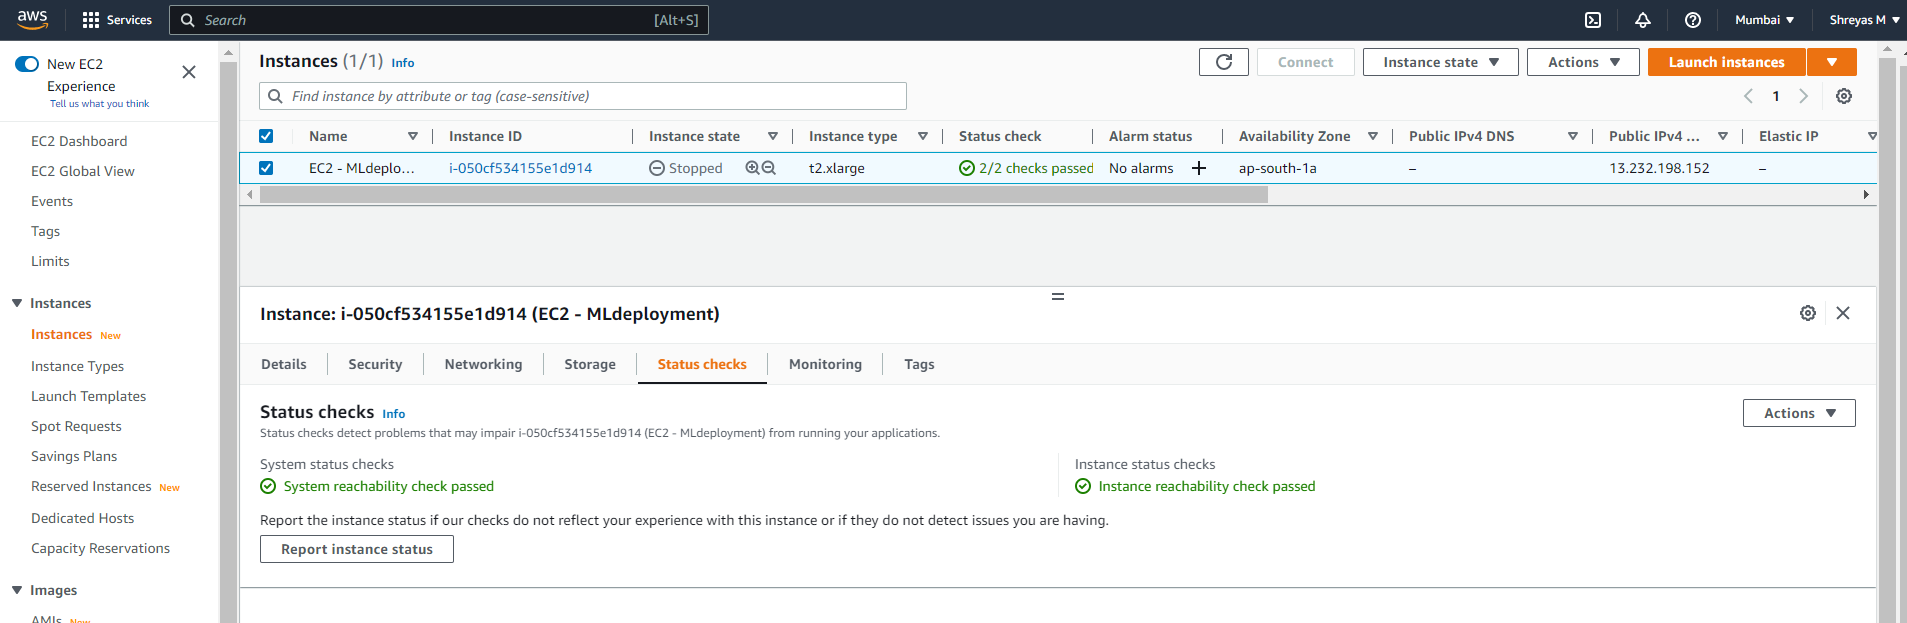 aws Services Search [Alt+S] Mumbai Shreyas M
New EC2
Experience
Tell us what you think
EC2 Dashboard
EC2 Global View
Events
Tags
Limits
Instances
Instances New
Instance Types
Launch Templates
Spot Requests
Savings Plans
Reserved Instances New
Dedicated Hosts
Capacity Reservations
Images
AMIs New
Instances (1/1) Info
Connect Instance state Actions Launch instances
Find instance by attribute or tag (case-sensitive)
1
Name Instance ID Instance state Instance type Status check Alarm status Availability Zone Public IPv4 DNS Public IPv4 ... Elastic IP
EC2 - MLdeplo... i-050cf534155e1d914 Stopped t2.xlarge 2/2 checks passed No alarms + ap-south-1a – 13.232.198.152 –
Instance: i-050cf534155e1d914 (EC2 - MLdeployment)
Details Security Networking Storage Status checks Monitoring Tags
Status checks Info
Actions
Status checks detect problems that may impair i-050cf534155e1d914 (EC2 - MLdeployment) from running your applications.
System status checks Instance status checks
System reachability check passed Instance reachability check passed
Report the instance status if our checks do not reflect your experience with this instance or if they do not detect issues you are having.
Report instance status